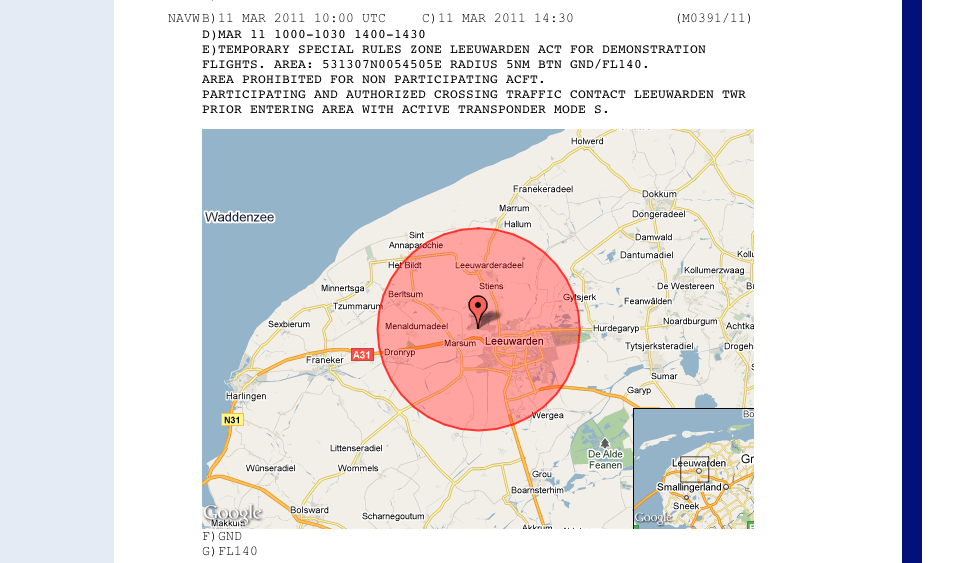 NAVWB)11 MAR 2011 10:00 UTC C)11 MAR 2011 14:30 (M0391/11)
D)MAR 11 1000-1030 1400-1430
E)TEMPORARY SPECIAL RULES ZONE LEEUWARDEN ACT FOR DEMONSTRATION
FLIGHTS. AREA: 531307N0054505E RADIUS 5NM BTN GND/FL140.
AREA PROHIBITED FOR NON PARTICIPATING ACFT.
PARTICIPATING AND AUTHORIZED CROSSING TRAFFIC CONTACT LEEUWARDEN TWR
PRIOR ENTERING AREA WITH ACTIVE TRANSPONDER MODE S.
Holwerd
Franekeradeel
Dokkum
Marrum
Dongeradeel
Waddenzee
Hallum
Sint
Annaparochie
Damwald
Dantumadiel
Het Bildt
Leeuwarderadeel
Kollumerzwaag
Stiens
De Westereen
Minnertsga
Berltsum
Gytsjerk
Feanwâlden
Tzummarum
Noardburgum
Sexbierum
Menaldumadeel
Hurdegaryp
Marsum
Leeuwarden
Tytsjerksteradiel
A31
Dronryp
Franeker
Sumar
Garyp
Harlingen
N31
Wergea
Littenseradiel
De Alde
Feanen
Wûnseradiel
Wommels
Grou
Boarnsterhim
Leeuwarden
Smallingerland
Sneek
Bolsward
Scharnegoutum
Google
Google
Makkum
Akkrum
F)GND
G)FL140